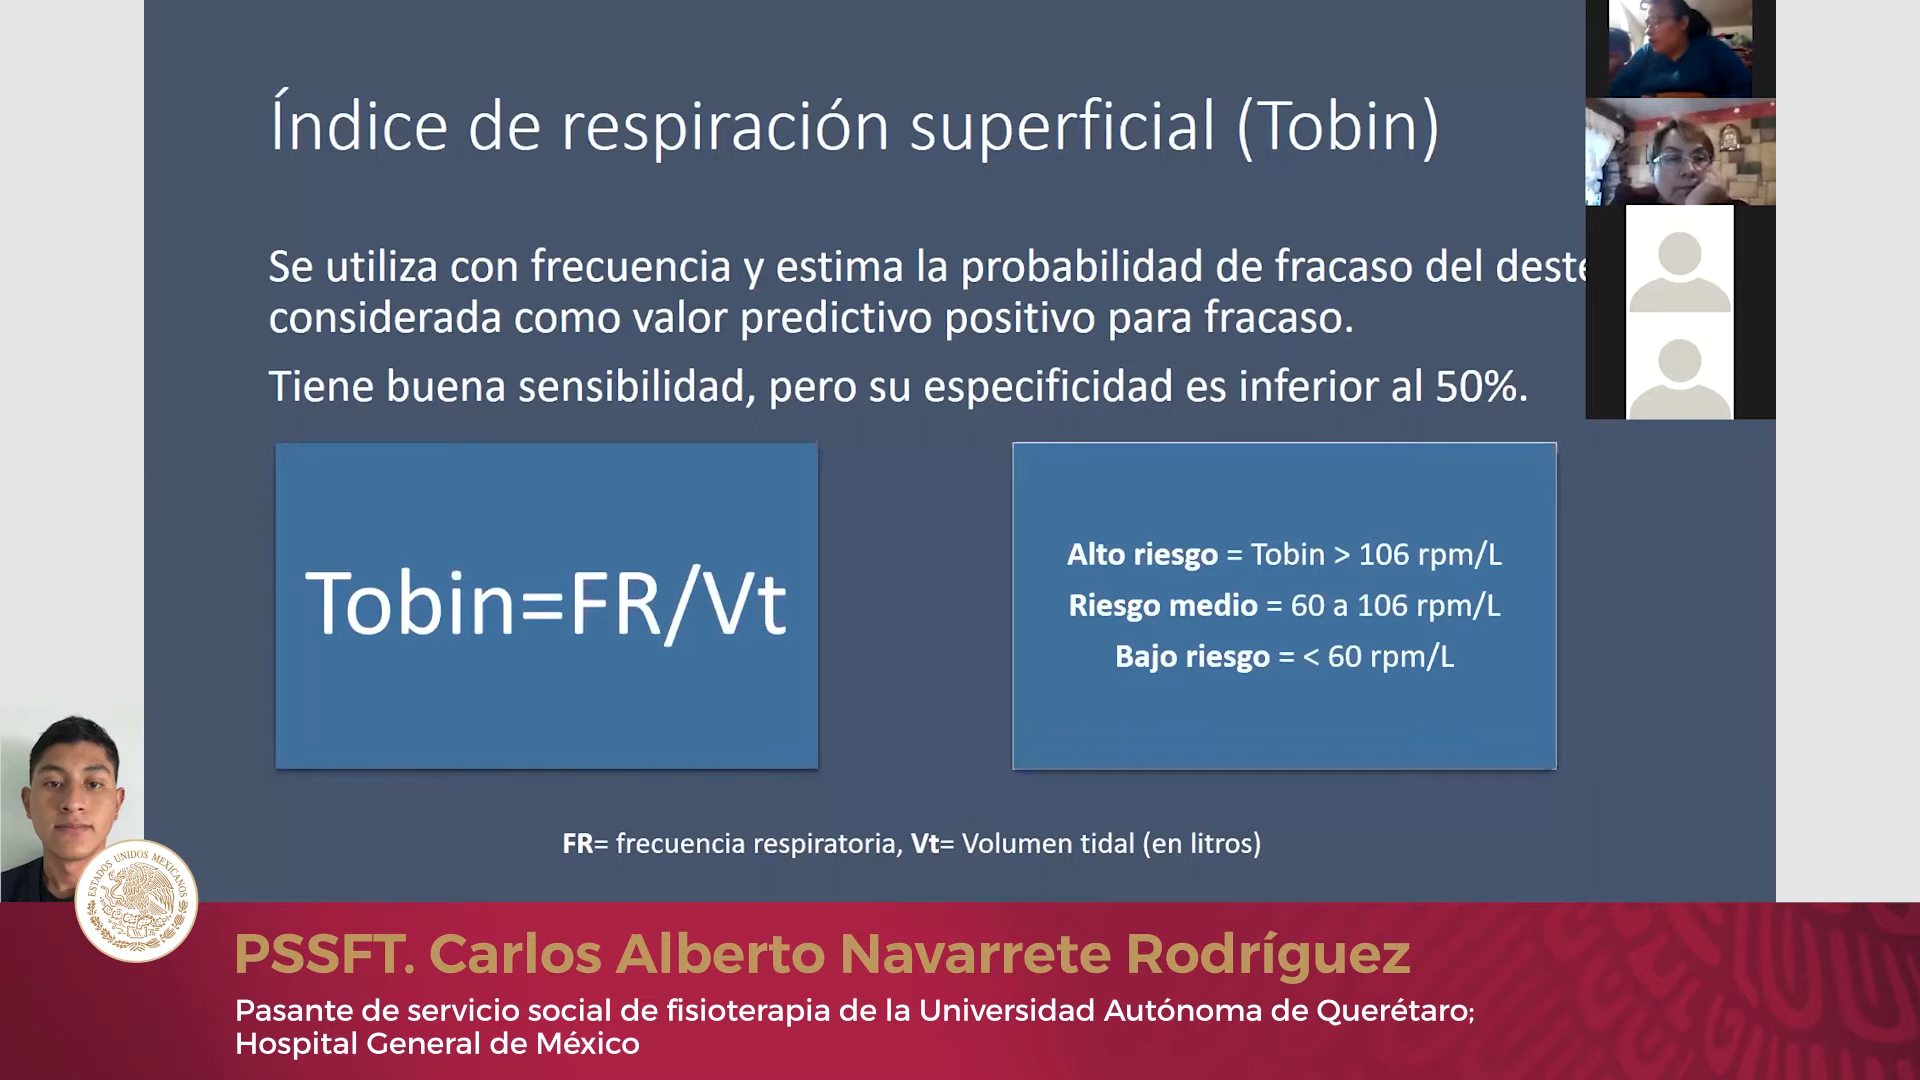 Índice de respiración superficial (Tobin)
Se utiliza con frecuencia y estima la probabilidad de fracaso del
considerada como valor predictivo positivo para fracaso.
Tiene buena sensibilidad, pero su especificidad es inferior al 50%.
Tobin=FR/Vt
Alto riesgo = Tobin > 106 rpm/L
Riesgo medio = 60 a 106 rpm/L
Bajo riesgo = < 60 rpm/L
FR= frecuencia respiratoria, Vt= Volumen tidal (en litros)
ESTADOS UNIDOS MEXICANOS
PSSFT. Carlos Alberto Navarrete Rodríguez
Pasante de servicio social de fisioterapia de la Universidad Autónoma de Querétaro;
Hospital General de México